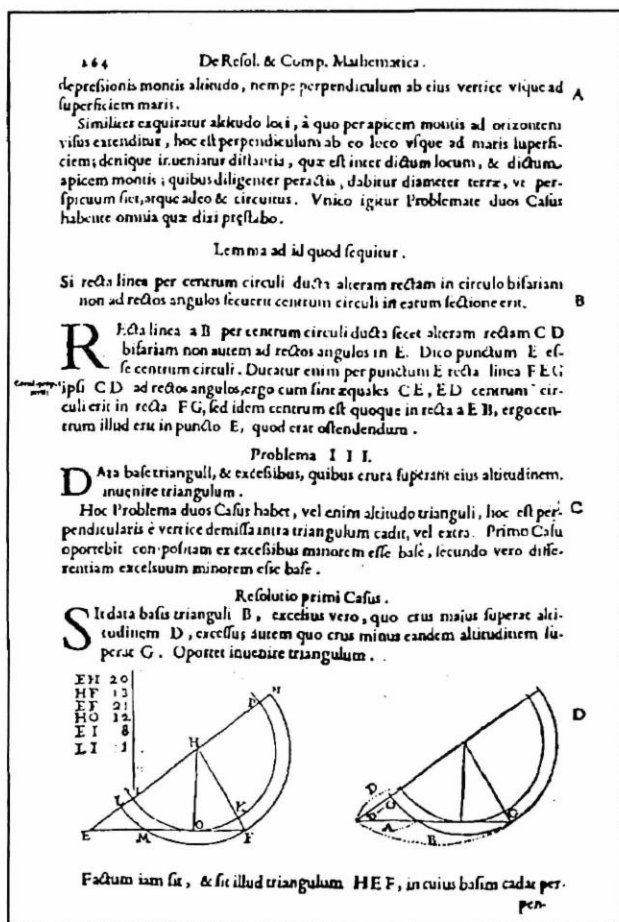 264 De Resol. & Comp. Mathematica.
depressionis montis altitudo, nempe perpendiculum ab eius vertice vsque ad
superficiem maris. A
Similiter exquiratur altitudo loci, à quo per apicem montis ad orizontem
visus extenditur, hoc est perpendiculum ab eo loco vsque ad maris superfi-
ciem; denique inueniatur distantia, quæ est inter dictum locum, & dictum
apicem montis; quibus diligenter peractis, dabitur diameter terræ, vt per-
spicuum fiet, atque adeo & circuitus. Vnico igitur Problemate duos Casus
habente omnia quæ dixi præstabo.
Lemma ad id quod sequitur.
Si recta linea per centrum circuli ducta alteram rectam in circulo bifariam
non ad rectos angulos secuerit centrum circuli in earum sectione erit. B
REcta linea a B per centrum circuli ducta secet alteram rectam C D
bifariam non autem ad rectos angulos in E. Dico punctum E es-
se centrum circuli. Ducatur enim per punctum E recta linea F E G
ipsi C D ad rectos angulos, ergo cum sint æquales C E, E D centrum cir-
culi erit in recta F G, sed idem centrum est quoque in recta a E B, ergo cen-
trum illud erit in puncto E, quod erat ostendendum.
Problema I I I.
DAta base trianguli, & excessibus, quibus crura superant eius altitudinem,
inuenire triangulum.
Hoc Problema duos Casus habet, vel enim altitudo trianguli, hoc est per- C
pendicularis è vertice demissa intra triangulum cadit, vel extra. Primo Casu
oportebit compositam ex excessibus minorem esse base, secundo vero diffe-
rentiam excessuum minorem esse base.
Resolutio primi Casus.
SIt data basis trianguli B, excessus vero, quo crus maius superat alti-
tudinem D, excessus autem quo crus minus eandem altitudinem su-
perat G. Oportet inuenire triangulum.
EH 20
HF 13
EF 21
HO 12
EI 8
LI 1
N
P
H
L
I
K
E
M
O
F
D
D
G
A
B
Factum iam sit, & sit illud triangulum HEF, in cuius basim cadat per-
pen-